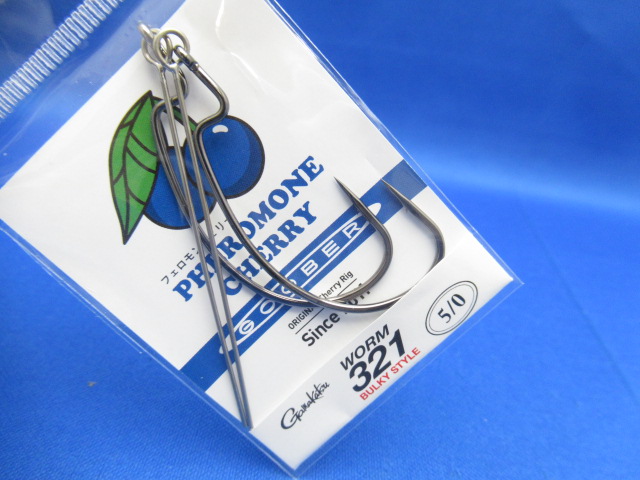 フェロモンチェリー
PHEROMONE
CHERRY
ORIGINAL Cherry Rig
Since
WORM
321
BULKY STYLE
5/0
Gamakatsu